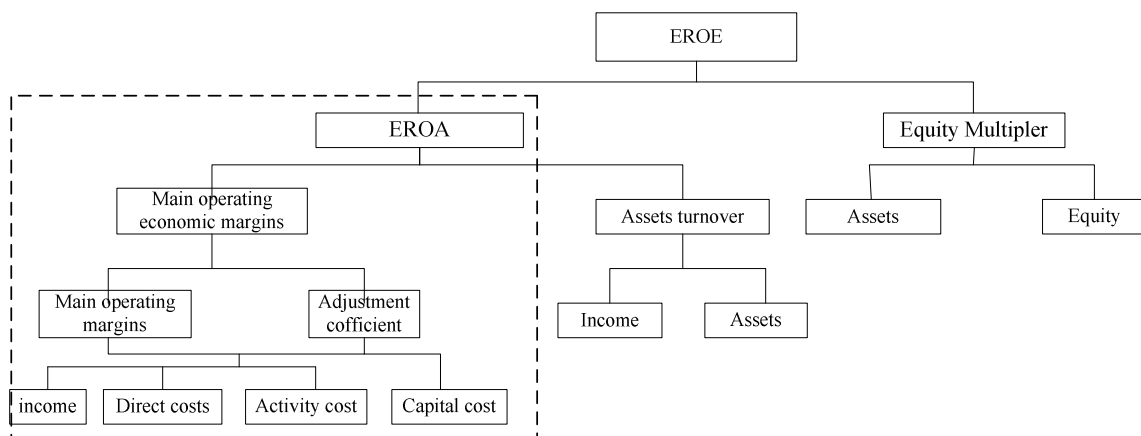 EROE
EROA
Equity Multipler
Main operating
economic margins
Assets turnover
Assets
Equity
Main operating
margins
Adjustment
cofficient
Income
Assets
income
Direct costs
Activity cost
Capital cost